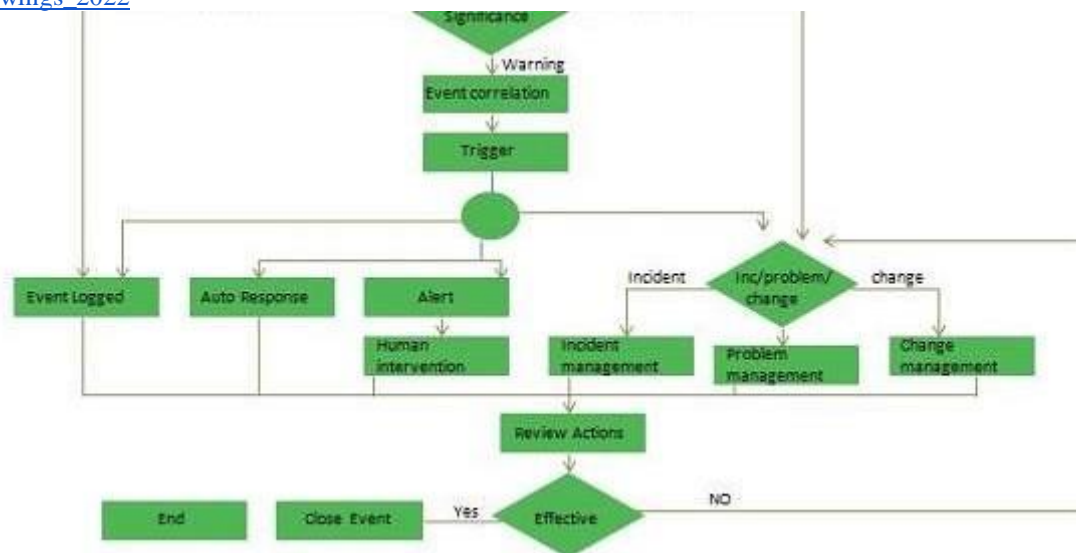 wings_2022
Significance
Warning
Event correlation
Trigger
Event Logged
Auto Response
Alert
Incident
Inc/problem/
change
change
Human
intervention
Incident
management
Problem
management
Change
management
Review Actions
End
Close Event
Yes
Effective
NO